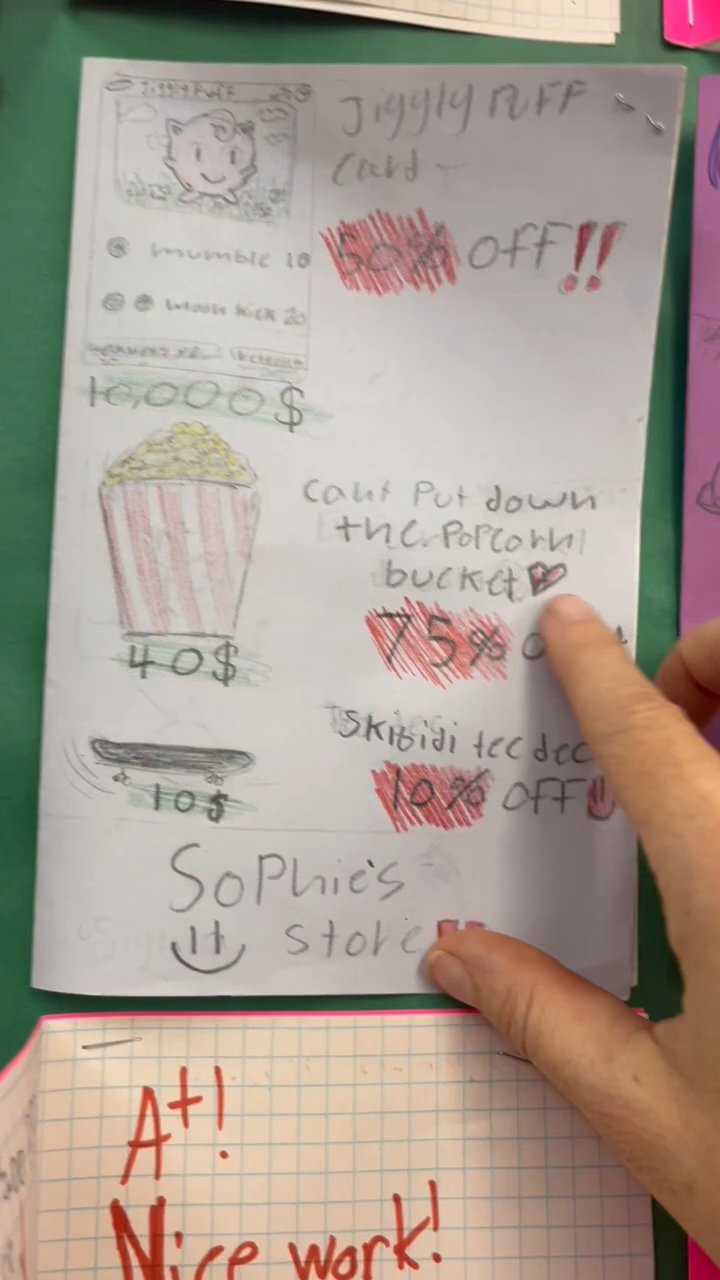 JigglyPuFF
Jiggly PUFF
card
mumble 10
50% OFF!!
moon kick 20
10,000$
cant Put down
the PoPcorn
bucket
40$
75%
Skibidi tec dec
10$
10% OFF!!
SoPhie's
store!!
A+!
Nice work!